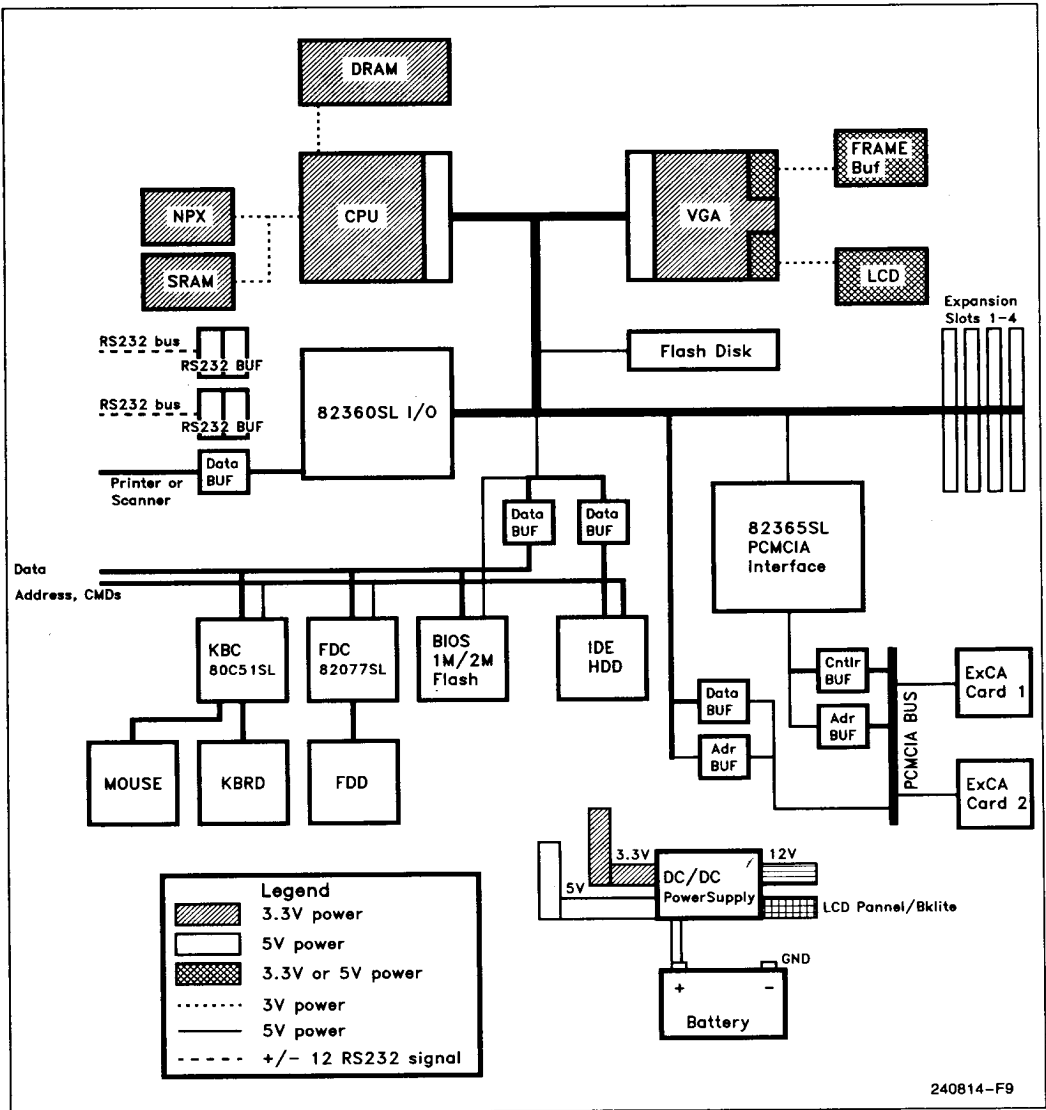 DRAM
FRAME
Buf
NPX
CPU
VGA
SRAM
LCD
Expansion
Slots 1-4
RS232 bus
RS232 BUF
Flash Disk
RS232 bus
RS232 BUF
82360SL I/O
Data
BUF
Printer or
Scanner
Data
BUF
Data
BUF
82365SL
PCMCIA
Interface
Data
Address, CMDs
KBC
80C51SL
FDC
82077SL
BIOS
1M/2M
Flash
IDE
HDD
Cntlr
BUF
ExCA
Card 1
Data
BUF
Adr
BUF
PCMCIA BUS
Adr
BUF
MOUSE
KBRD
FDD
ExCA
Card 2
3.3V
12V
5V
DC/DC
PowerSupply
LCD Pannel/Bklite
GND
+
-
Battery
Legend
3.3V power
5V power
3.3V or 5V power
3V power
5V power
+/- 12 RS232 signal
240814-F9